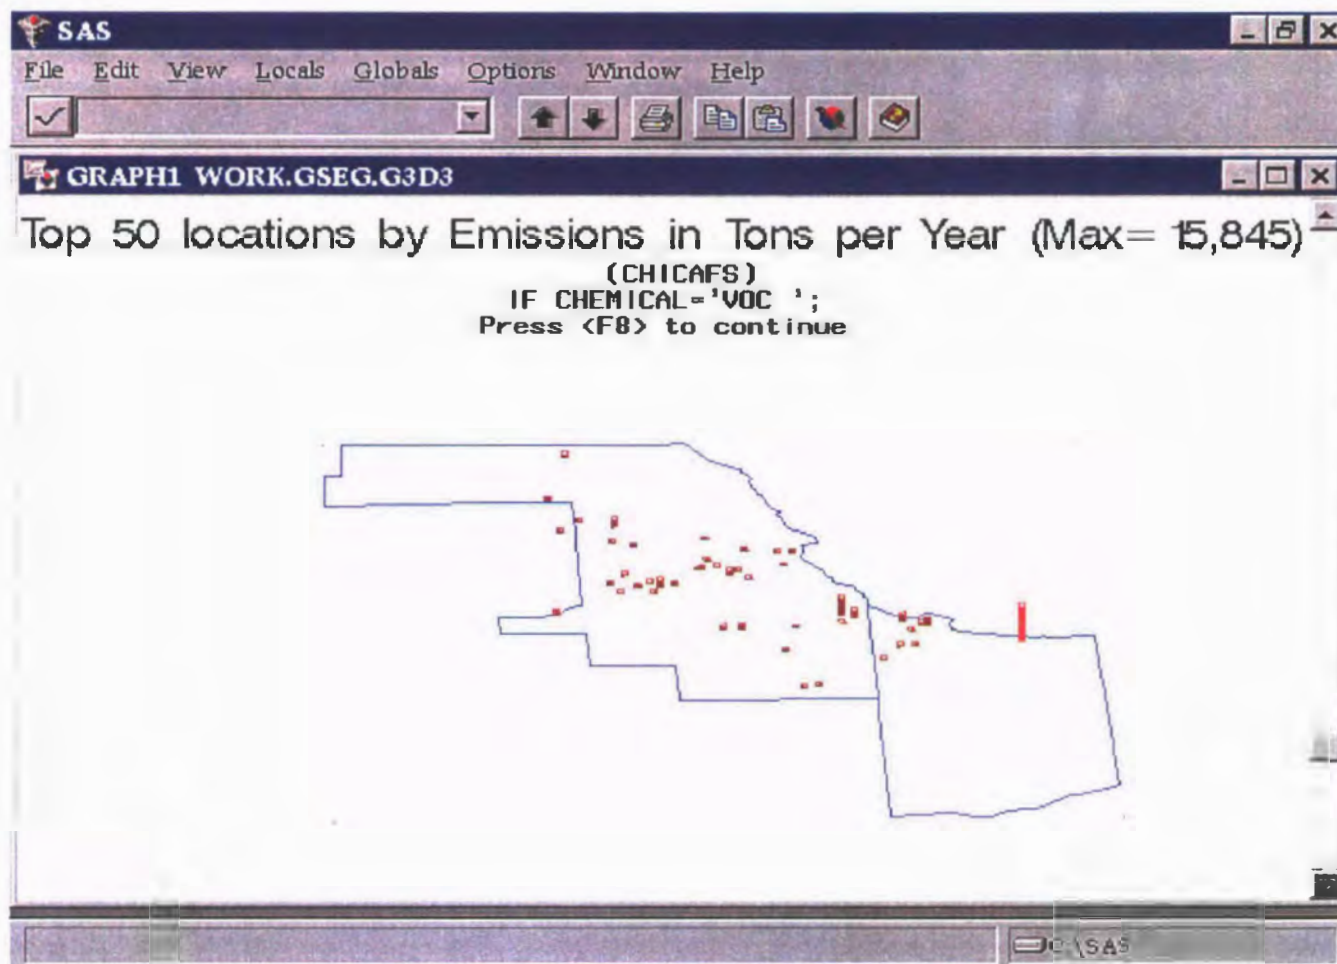 SAS
File Edit View Locals Globals Options Window Help
GRAPH1 WORK.GSEG.G3D3
Top 50 locations by Emissions in Tons per Year (Max= 15,845)
(CHICAFS)
IF CHEMICAL='VOC ';
Press <F8> to continue
C:\SAS